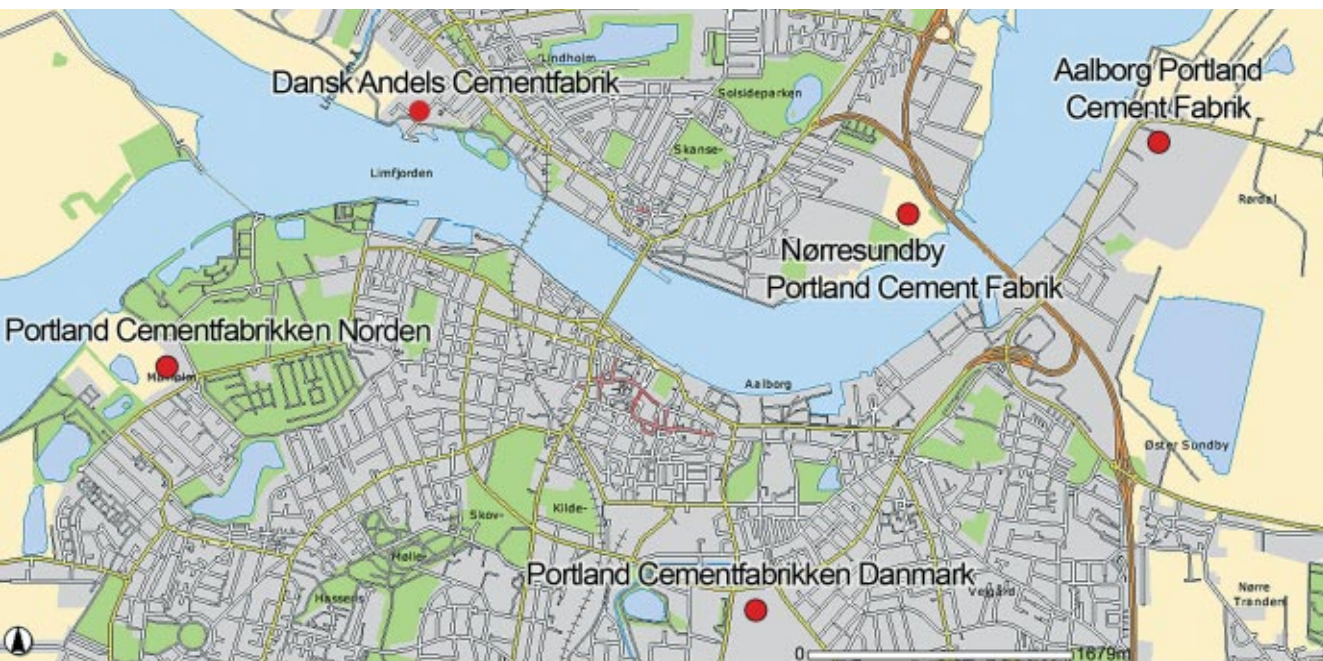 Lindholm
Dansk Andels Cementfabrik
Solsideparken
Aalborg Portland
Cement Fabrik
Skanse-
Limfjorden
Rørdal
Nørresundby
Portland Cement Fabrik
Portland Cementfabrikken Norden
Aalborg
Øster Sundby
Skov-
Kilde-
Mølle-
Portland Cementfabrikken Danmark
Vejgård
Hasseris
Nørre
Tranders
0 1679m